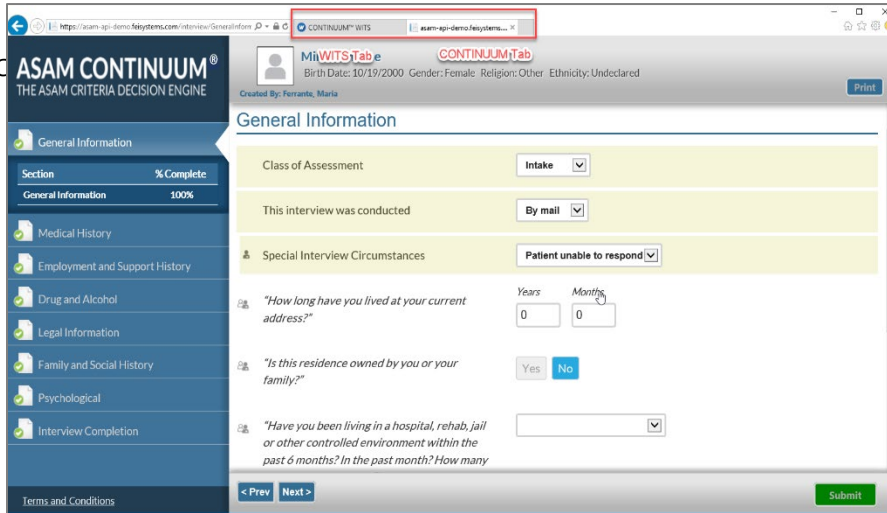 https://asam-api-demo.feisystems.com/interview/GeneralInform
CONTINUUM™ WITS
asam-api-demo.feisystems....
WITS Tab
CONTINUUM Tab
ASAM CONTINUUM®
THE ASAM CRITERIA DECISION ENGINE
Birth Date: 10/19/2000 Gender: Female Religion: Other Ethnicity: Undeclared
Created By: Ferrante, Maria
Print
General Information
General Information
Section % Complete
General Information 100%
Medical History
Employment and Support History
Drug and Alcohol
Legal Information
Family and Social History
Psychological
Interview Completion
Terms and Conditions
Class of Assessment Intake
This interview was conducted By mail
Special Interview Circumstances Patient unable to respond
Years Months
"How long have you lived at your current
address?"
0 0
"Is this residence owned by you or your
family?"
Yes No
"Have you been living in a hospital, rehab, jail
or other controlled environment within the
past 6 months? In the past month? How many
< Prev Next >
Submit